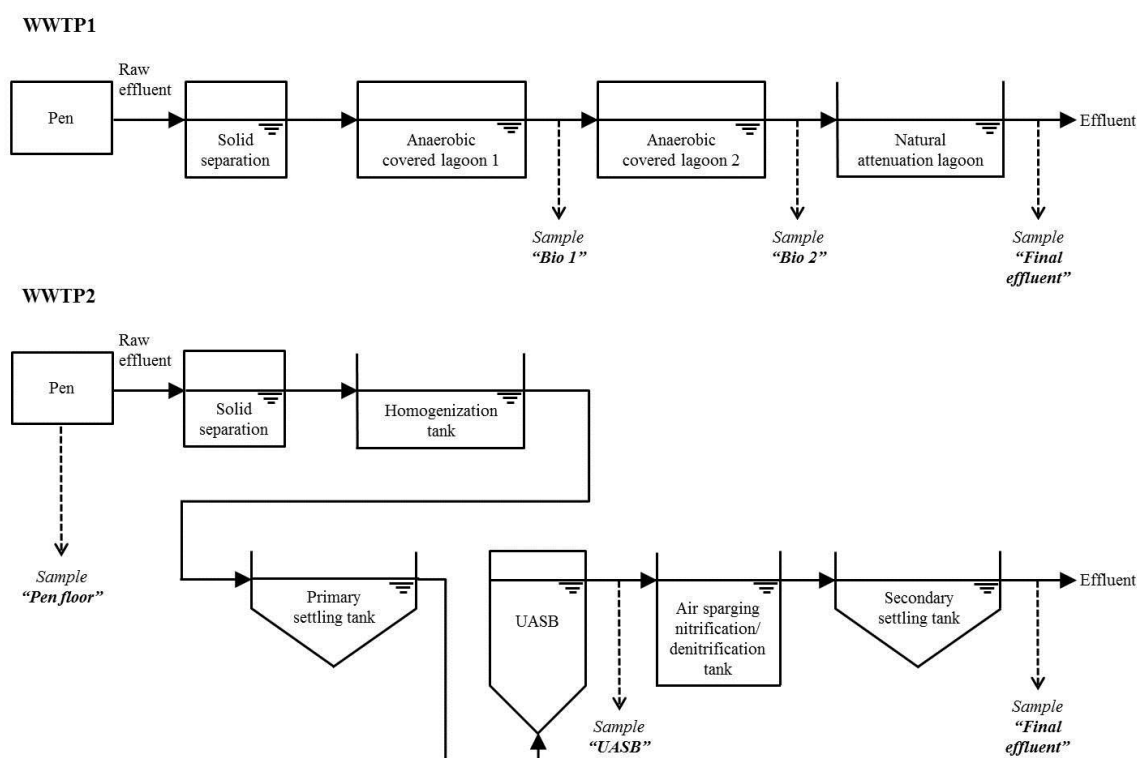 WWTP1
Raw
effluent
Pen
Solid
separation
Anaerobic
covered lagoon 1
Anaerobic
covered lagoon 2
Natural
attenuation lagoon
Effluent
Sample
“Bio 1”
Sample
“Bio 2”
Sample
“Final
effluent”
WWTP2
Raw
effluent
Pen
Solid
separation
Homogenization
tank
Sample
“Pen floor”
Primary
settling tank
UASB
Air sparging
nitrification/
denitrification
tank
Secondary
settling tank
Effluent
Sample
“UASB”
Sample
“Final
effluent”